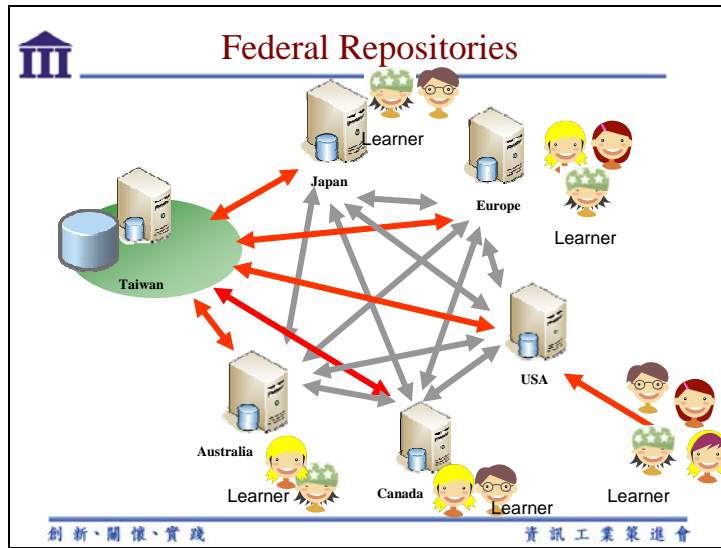 Federal Repositories
Learner
Japan
Europe
Learner
Taiwan
USA
Australia
Learner
Canada
Learner
Learner
創新、關懷、實踐
資訊工業策進會